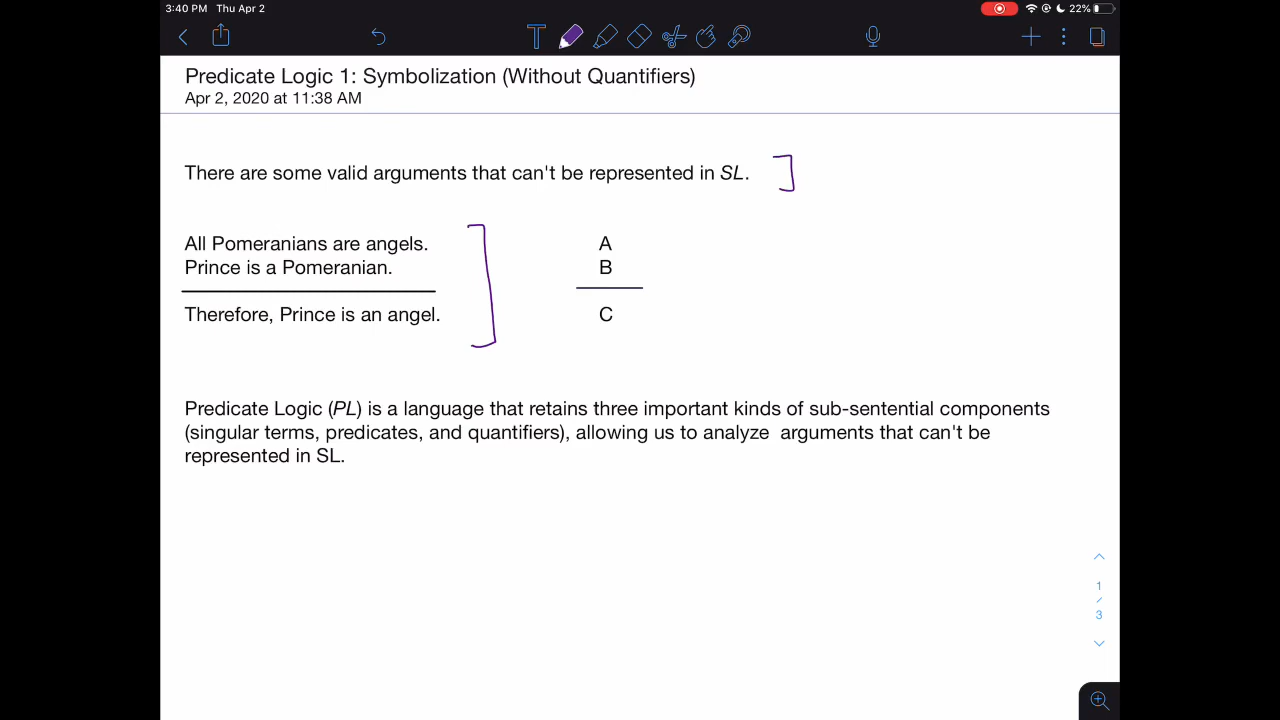 3:40 PM Thu Apr 2
22%
T
Predicate Logic 1: Symbolization (Without Quantifiers)
Apr 2, 2020 at 11:38 AM
There are some valid arguments that can't be represented in SL.
All Pomeranians are angels.
Prince is a Pomeranian.
Therefore, Prince is an angel.
A
B
C
Predicate Logic (PL) is a language that retains three important kinds of sub-sentential components
(singular terms, predicates, and quantifiers), allowing us to analyze arguments that can't be
represented in SL.
1
/
3